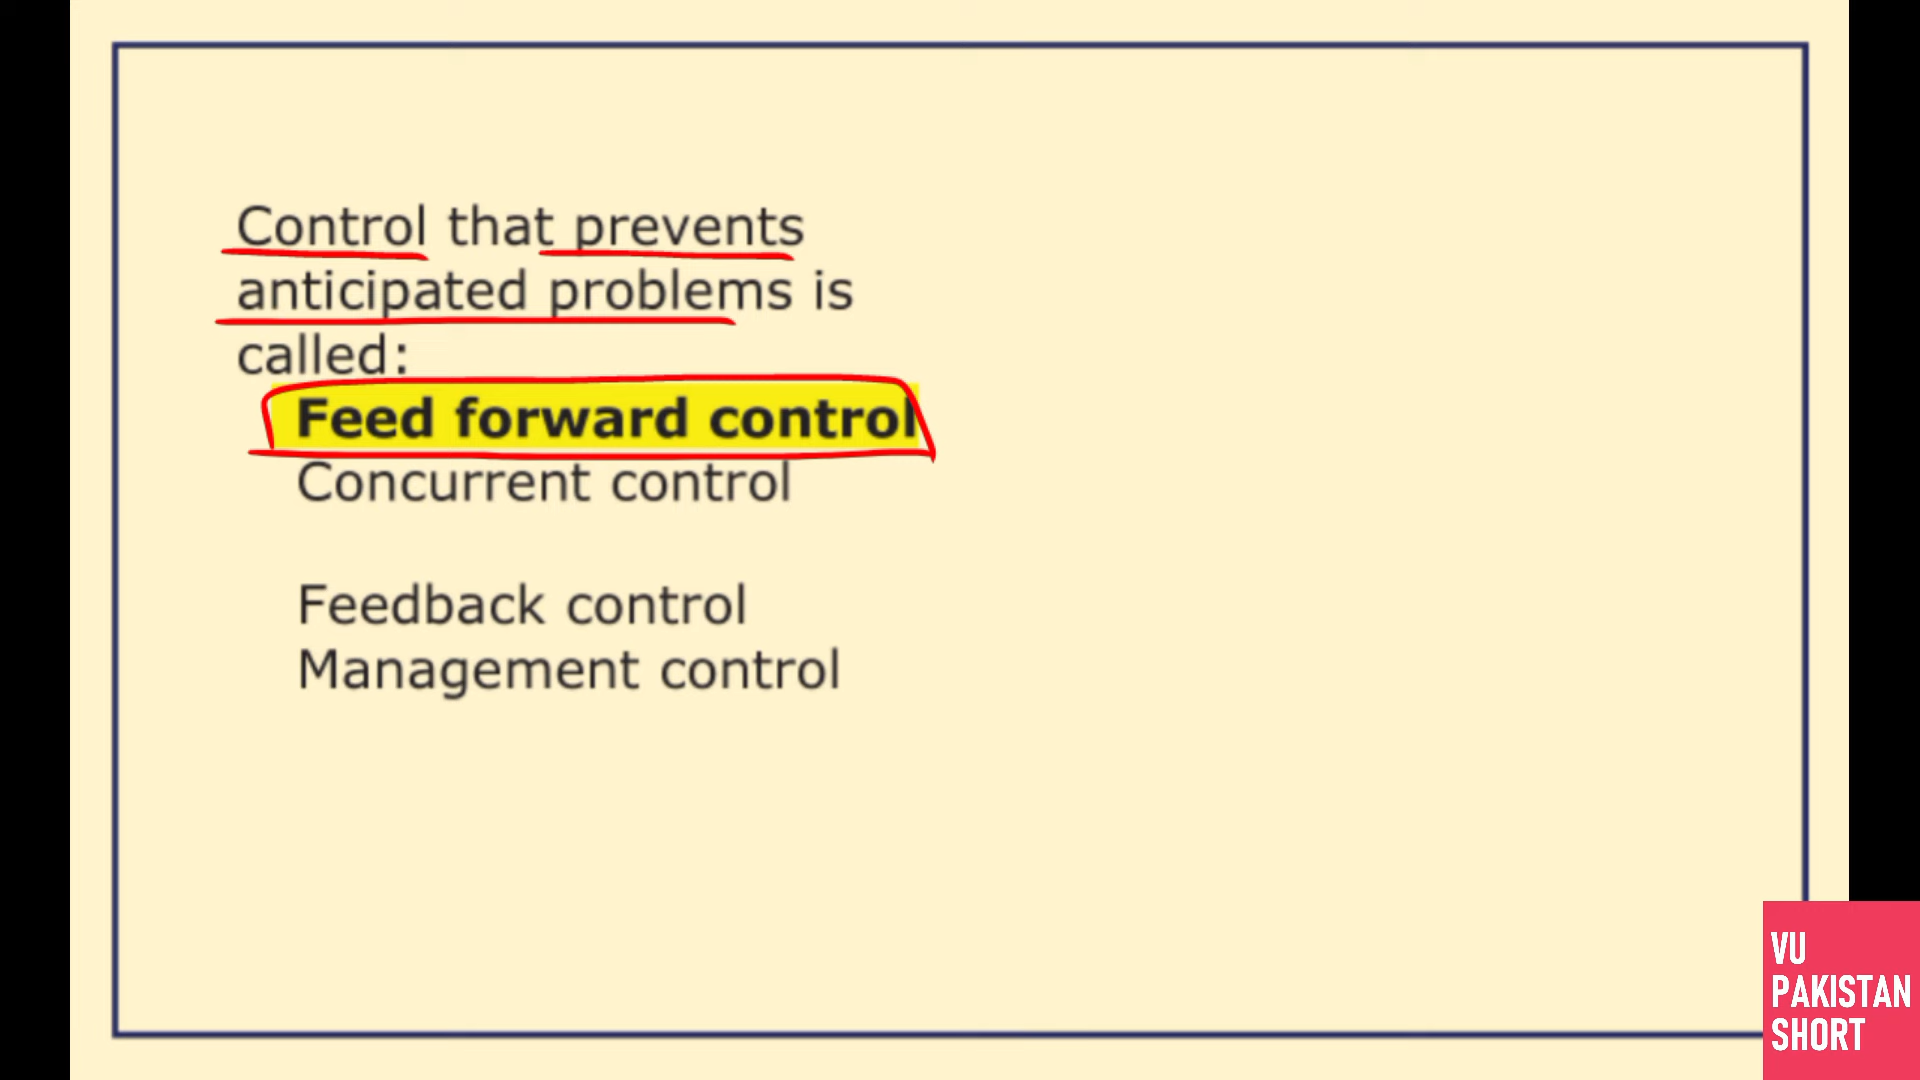 Control that prevents
anticipated problems is
called:
Feed forward control
Concurrent control
Feedback control
Management control
VU
PAKISTAN
SHORT